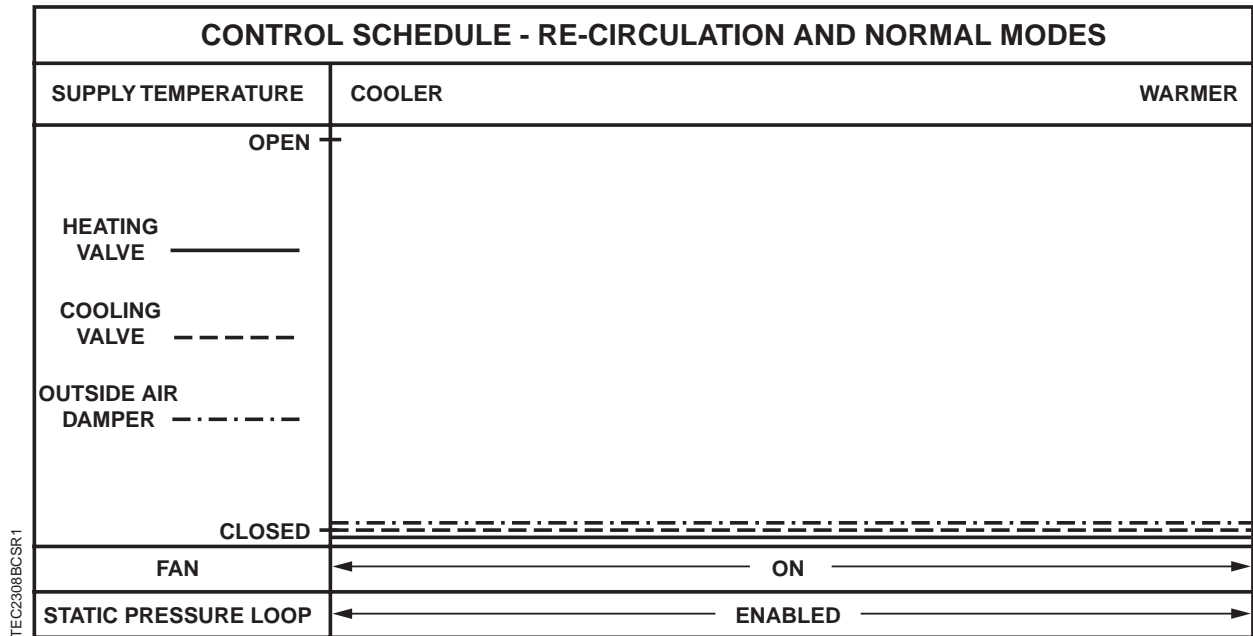 CONTROL SCHEDULE - RE-CIRCULATION AND NORMAL MODES
SUPPLY TEMPERATURE
COOLER
WARMER
OPEN
HEATING
VALVE
COOLING
VALVE
OUTSIDE AIR
DAMPER
CLOSED
FAN
ON
STATIC PRESSURE LOOP
ENABLED
TEC2308BCSR1